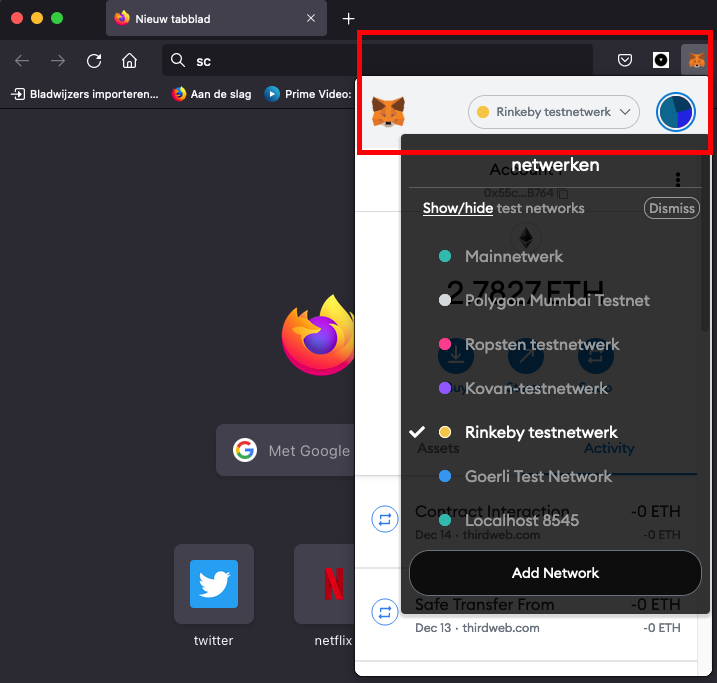 Nieuw tabblad
sc
Bladwijzers importeren...
Aan de slag
Prime Video:
Rinkeby testnetwerk
netwerken
0x55c...B764
Show/hide test networks
Dismiss
Mainnetwerk
2.7827 ETH
Polygon Mumbai Testnet
Ropsten testnetwerk
Kovan-testnetwerk
Rinkeby testnetwerk
Assets
Activity
Met Google
Goerli Test Network
Contract Interaction
-0 ETH
Localhost 8545
Dec 14 · thirdweb.com
-0 ETH
Add Network
Safe Transfer From
-0 ETH
Dec 13 · thirdweb.com
-0 ETH
twitter
netflix